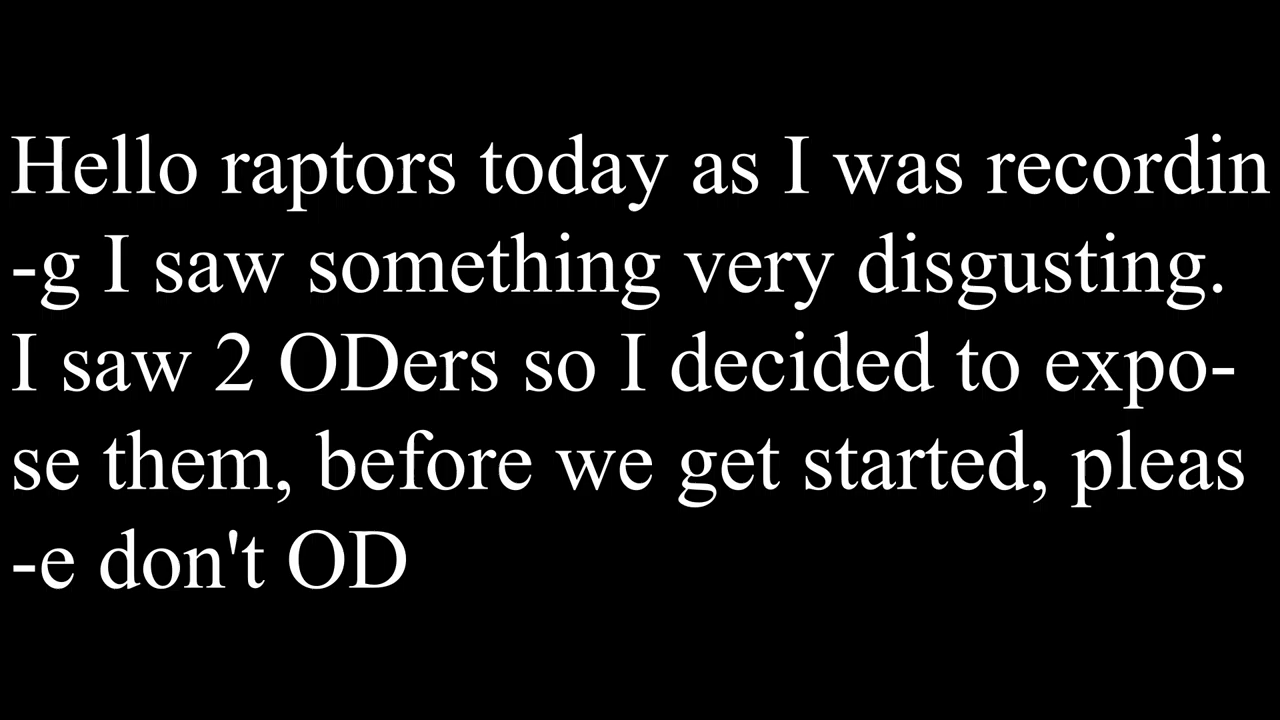 Hello raptors today as I was recordin
-g I saw something very disgusting.
I saw 2 ODers so I decided to expo-
se them, before we get started, pleas
-e don't OD